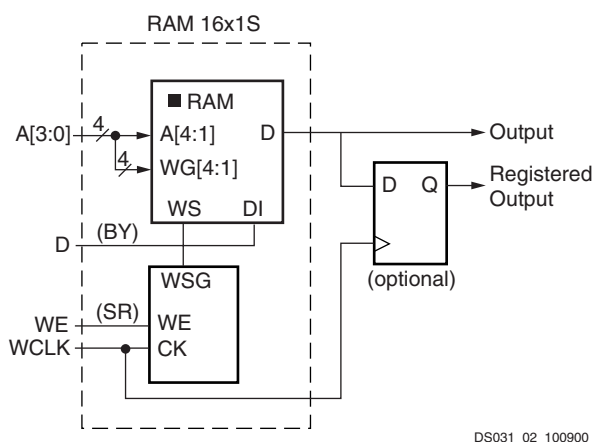 RAM 16x1S
RAM
A[3:0]
4
A[4:1]
D
Output
4
WG[4:1]
D
Q
Registered
Output
WS
DI
D
(BY)
(optional)
WSG
WE
(SR)
WE
WCLK
CK
DS031_02_100900